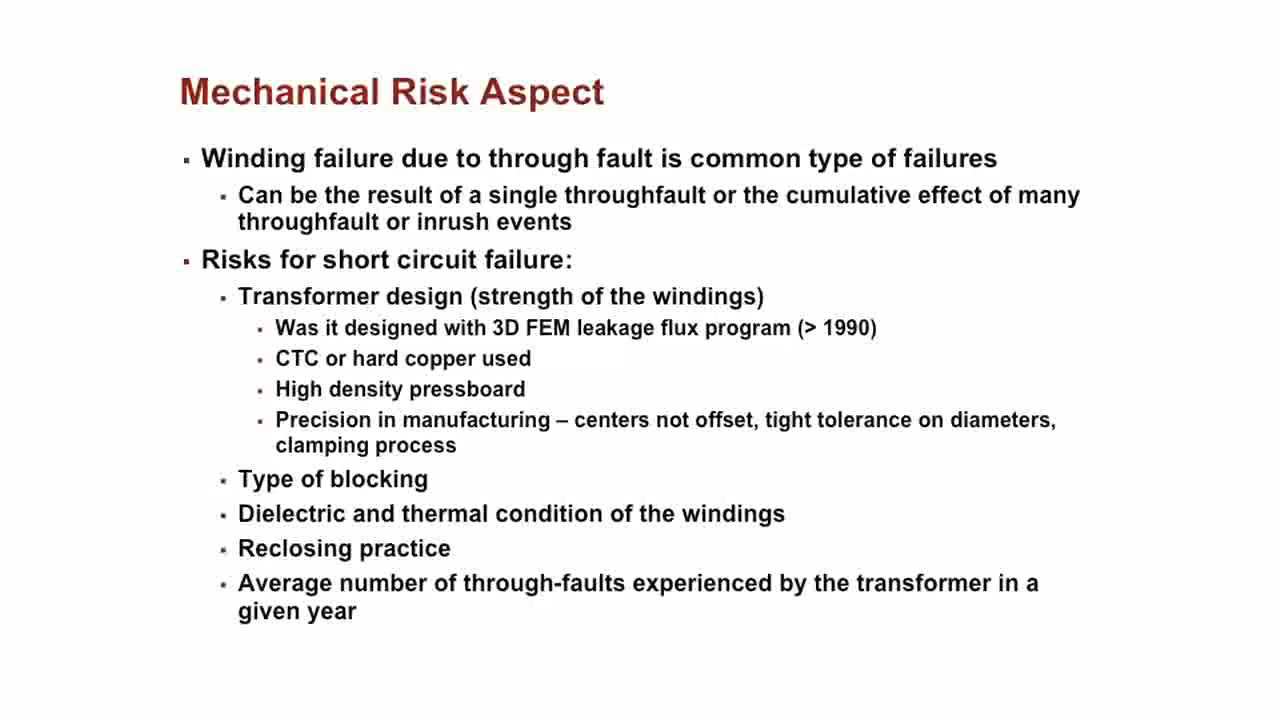 Mechanical Risk Aspect
Winding failure due to through fault is common type of failures
Can be the result of a single throughfault or the cumulative effect of many
throughfault or inrush events
Risks for short circuit failure:
Transformer design (strength of the windings)
Was it designed with 3D FEM leakage flux program (> 1990)
CTC or hard copper used
High density pressboard
Precision in manufacturing – centers not offset, tight tolerance on diameters,
clamping process
Type of blocking
Dielectric and thermal condition of the windings
Reclosing practice
Average number of through-faults experienced by the transformer in a
given year